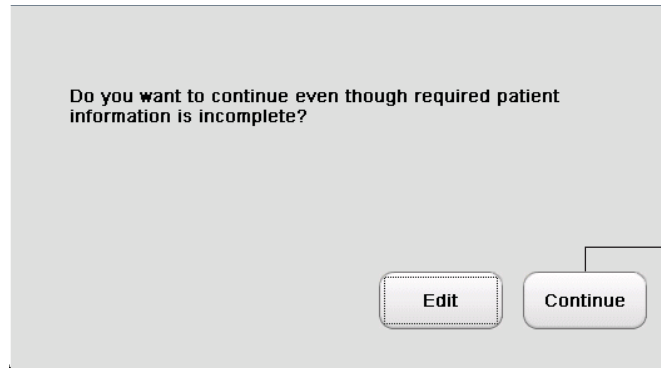 Do you want to continue even though required patient
information is incomplete?
Edit
Continue